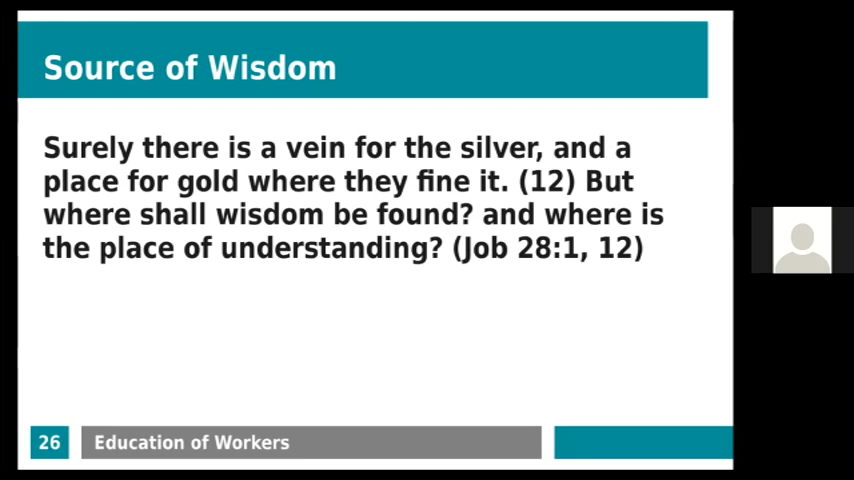 Source of Wisdom
Surely there is a vein for the silver, and a
place for gold where they fine it. (12) But
where shall wisdom be found? and where is
the place of understanding? (Job 28:1, 12)
26
Education of Workers